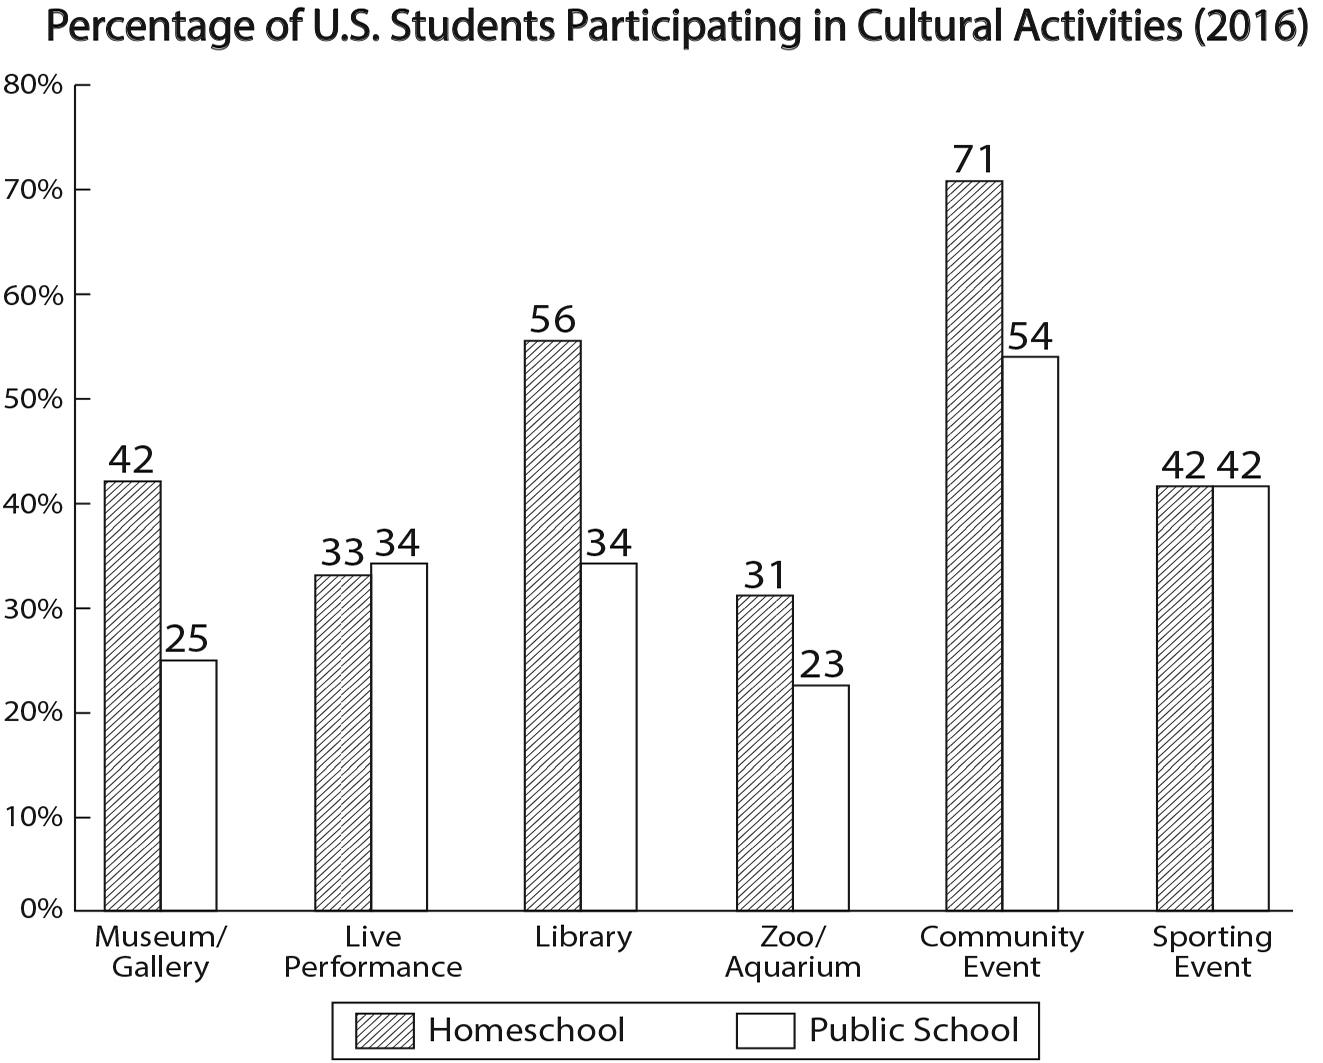 Percentage of U.S. Students Participating in Cultural Activities (2016)
80%
70%
60%
50%
40%
30%
20%
10%
0%
42
25
33
34
56
34
31
23
71
54
42
42
Museum/
Gallery
Live
Performance
Library
Zoo/
Aquarium
Community
Event
Sporting
Event
Homeschool
Public School